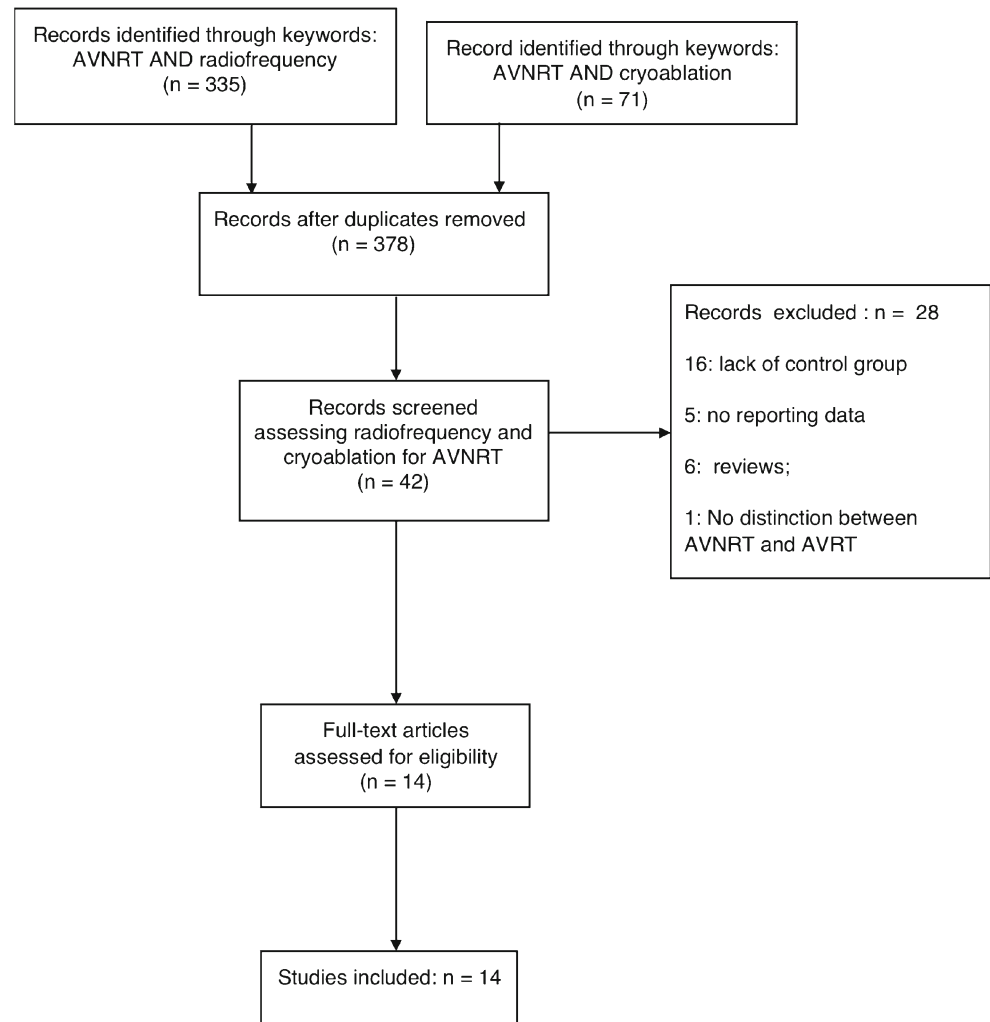 Records identified through keywords:
AVNRT AND radiofrequency
(n = 335)
Record identified through keywords:
AVNRT AND cryoablation
(n = 71)
Records after duplicates removed
(n = 378)
Records screened
assessing radiofrequency and
cryoablation for AVNRT
(n = 42)
Records excluded : n = 28
16: lack of control group
5: no reporting data
6: reviews;
1: No distinction between
AVNRT and AVRT
Full-text articles
assessed for eligibility
(n = 14)
Studies included: n = 14